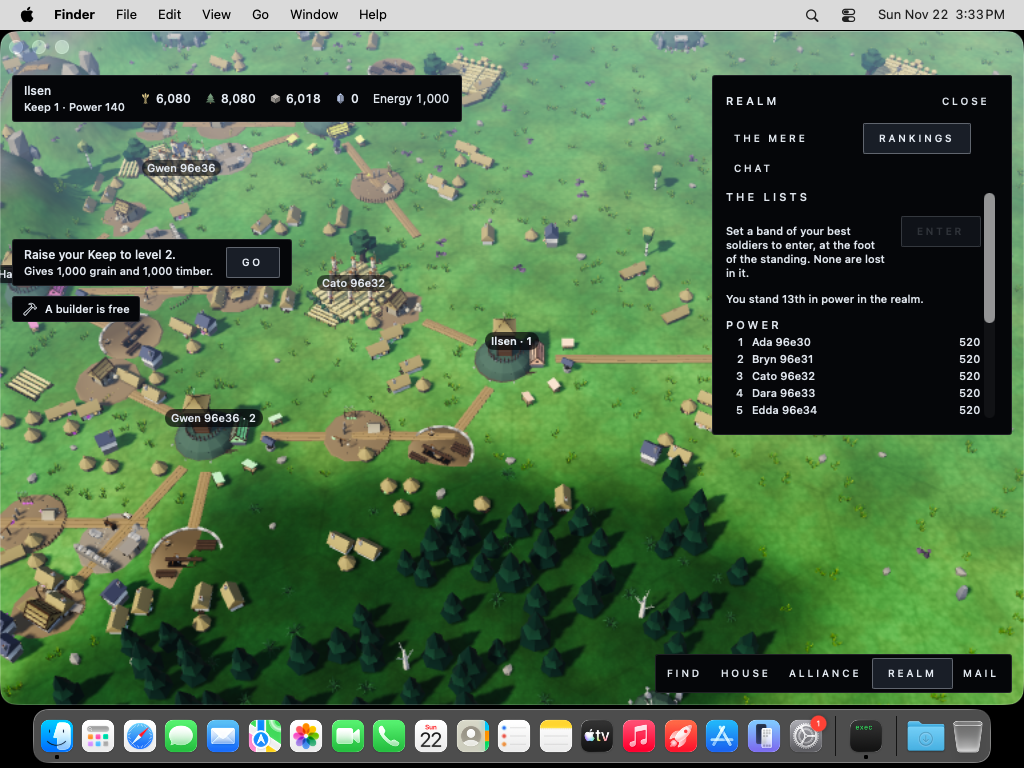 Finder File Edit View Go Window Help Sun Nov 22 3:33 PM
Ilsen
Keep 1 · Power 140
6,080 8,080 6,018 0 Energy 1,000
Gwen 96e36
Raise your Keep to level 2.
Gives 1,000 grain and 1,000 timber.
GO
Ha
A builder is free
Cato 96e32
Ilsen · 1
Gwen 96e36 · 2
REALM CLOSE
THE MERE RANKINGS
CHAT
THE LISTS
Set a band of your best
soldiers to enter, at the foot
of the standing. None are lost
in it.
ENTER
You stand 13th in power in the realm.
POWER
1 Ada 96e30 520
2 Bryn 96e31 520
3 Cato 96e32 520
4 Dara 96e33 520
5 Edda 96e34 520
FIND HOUSE ALLIANCE REALM MAIL
Sun
22
tv
1
exec